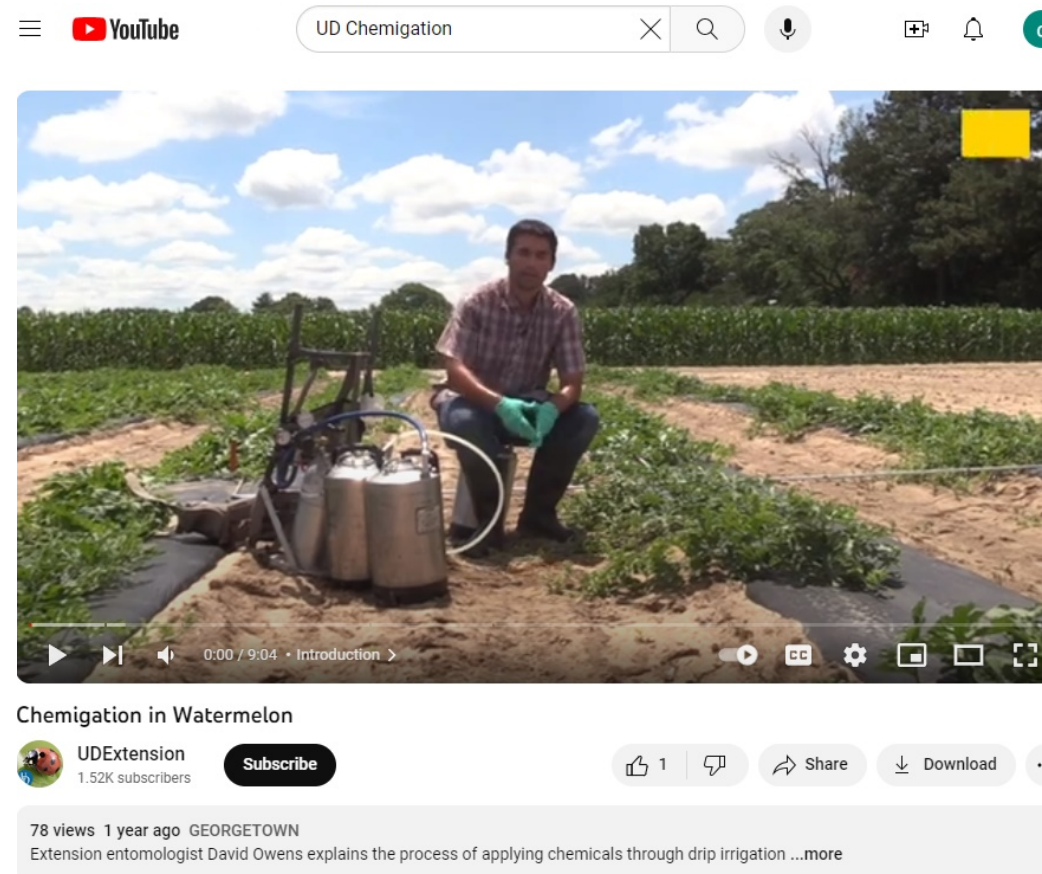 YouTube
UD Chemigation
0:00 / 9:04 • Introduction
CC
Chemigation in Watermelon
UDExtension
1.52K subscribers
Subscribe
1
Share
Download
78 views 1 year ago GEORGETOWN
Extension entomologist David Owens explains the process of applying chemicals through drip irrigation ...more